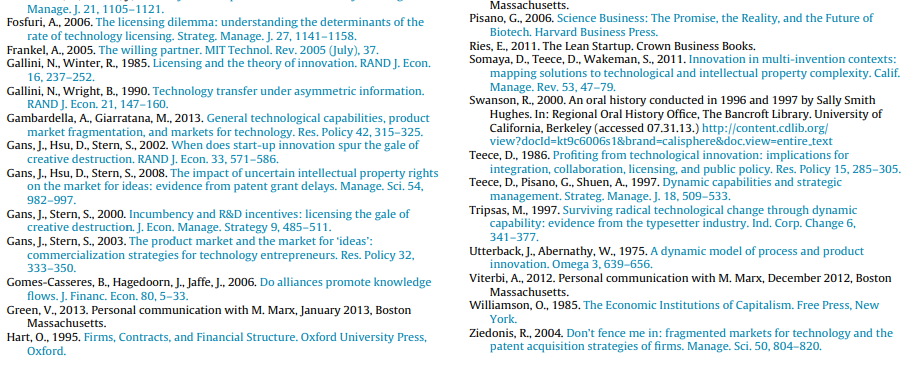 Manage. J. 21, 1105–1121.
Fosfuri, A., 2006. The licensing dilemma: understanding the determinants of the
rate of technology licensing. Strateg. Manage. J. 27, 1141–1158.
Frankel, A., 2005. The willing partner. MIT Technol. Rev. 2005 (July), 37.
Gallini, N., Winter, R., 1985. Licensing and the theory of innovation. RAND J. Econ.
16, 237–252.
Gallini, N., Wright, B., 1990. Technology transfer under asymmetric information.
RAND J. Econ. 21, 147–160.
Gambardella, A., Giarratana, M., 2013. General technological capabilities, product
market fragmentation, and markets for technology. Res. Policy 42, 315–325.
Gans, J., Hsu, D., Stern, S., 2002. When does start-up innovation spur the gale of
creative destruction. RAND J. Econ. 33, 571–586.
Gans, J., Hsu, D., Stern, S., 2008. The impact of uncertain intellectual property rights
on the market for ideas: evidence from patent grant delays. Manage. Sci. 54,
982–997.
Gans, J., Stern, S., 2000. Incumbency and R&D incentives: licensing the gale of
creative destruction. J. Econ. Manage. Strategy 9, 485–511.
Gans, J., Stern, S., 2003. The product market and the market for ‘ideas’:
commercialization strategies for technology entrepreneurs. Res. Policy 32,
333–350.
Gomes-Casseres, B., Hagedoorn, J., Jaffe, J., 2006. Do alliances promote knowledge
flows. J. Financ. Econ. 80, 5–33.
Green, V., 2013. Personal communication with M. Marx, January 2013, Boston
Massachusetts.
Hart, O., 1995. Firms, Contracts, and Financial Structure. Oxford University Press,
Oxford.
Massachusetts.
Pisano, G., 2006. Science Business: The Promise, the Reality, and the Future of
Biotech. Harvard Business Press.
Ries, E., 2011. The Lean Startup. Crown Business Books.
Somaya, D., Teece, D., Wakeman, S., 2011. Innovation in multi-invention contexts:
mapping solutions to technological and intellectual property complexity. Calif.
Manage. Rev. 53, 47–79.
Swanson, R., 2000. An oral history conducted in 1996 and 1997 by Sally Smith
Hughes. In: Regional Oral History Office, The Bancroft Library. University of
California, Berkeley (accessed 07.31.13.) http://content.cdlib.org/
view?docId=kt9c6006s1&brand=calisphere&doc.view=entire_text
Teece, D., 1986. Profiting from technological innovation: implications for
integration, collaboration, licensing, and public policy. Res. Policy 15, 285–305.
Teece, D., Pisano, G., Shuen, A., 1997. Dynamic capabilities and strategic
management. Strateg. Manag. J. 18, 509–533.
Tripsas, M., 1997. Surviving radical technological change through dynamic
capability: evidence from the typesetter industry. Ind. Corp. Change 6,
341–377.
Utterback, J., Abernathy, W., 1975. A dynamic model of process and product
innovation. Omega 3, 639–656.
Viterbi, A., 2012. Personal communication with M. Marx, December 2012, Boston
Massachusetts.
Williamson, O., 1985. The Economic Institutions of Capitalism. Free Press, New
York.
Ziedonis, R., 2004. Don’t fence me in: fragmented markets for technology and the
patent acquisition strategies of firms. Manage. Sci. 50, 804–820.